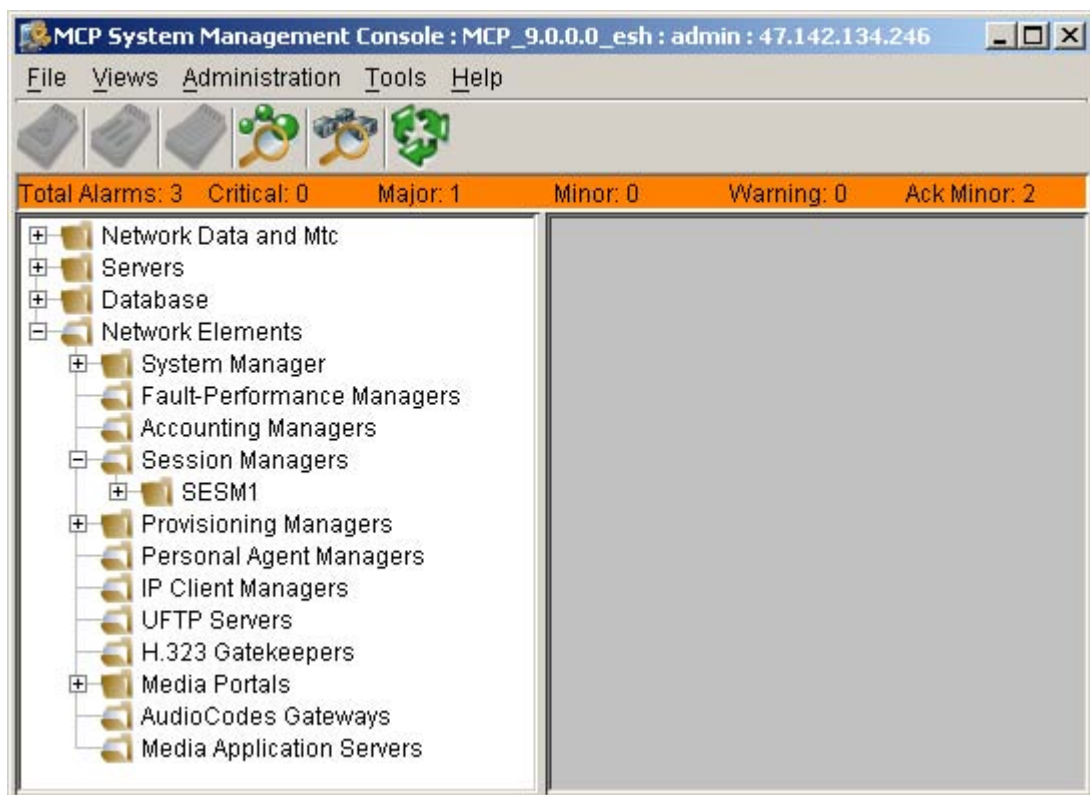 MCP System Management Console : MCP_9.0.0.0_esh : admin : 47.142.134.246
File Views Administration Tools Help
Total Alarms: 3 Critical: 0 Major: 1 Minor: 0 Warning: 0 Ack Minor: 2
Network Data and Mtc
Servers
Database
Network Elements
System Manager
Fault-Performance Managers
Accounting Managers
Session Managers
SESM1
Provisioning Managers
Personal Agent Managers
IP Client Managers
UFTP Servers
H.323 Gatekeepers
Media Portals
AudioCodes Gateways
Media Application Servers